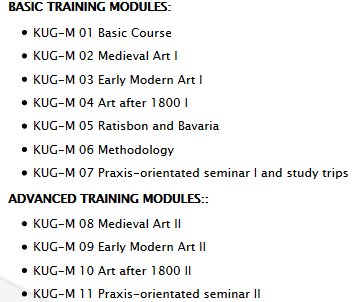 BASIC TRAINING MODULES:
• KUG-M 01 Basic Course
• KUG-M 02 Medieval Art I
• KUG-M 03 Early Modern Art I
• KUG-M 04 Art after 1800 I
• KUG-M 05 Ratisbon and Bavaria
• KUG-M 06 Methodology
• KUG-M 07 Praxis-orientated seminar I and study trips
ADVANCED TRAINING MODULES::
• KUG-M 08 Medieval Art II
• KUG-M 09 Early Modern Art II
• KUG-M 10 Art after 1800 II
• KUG-M 11 Praxis-orientated seminar II